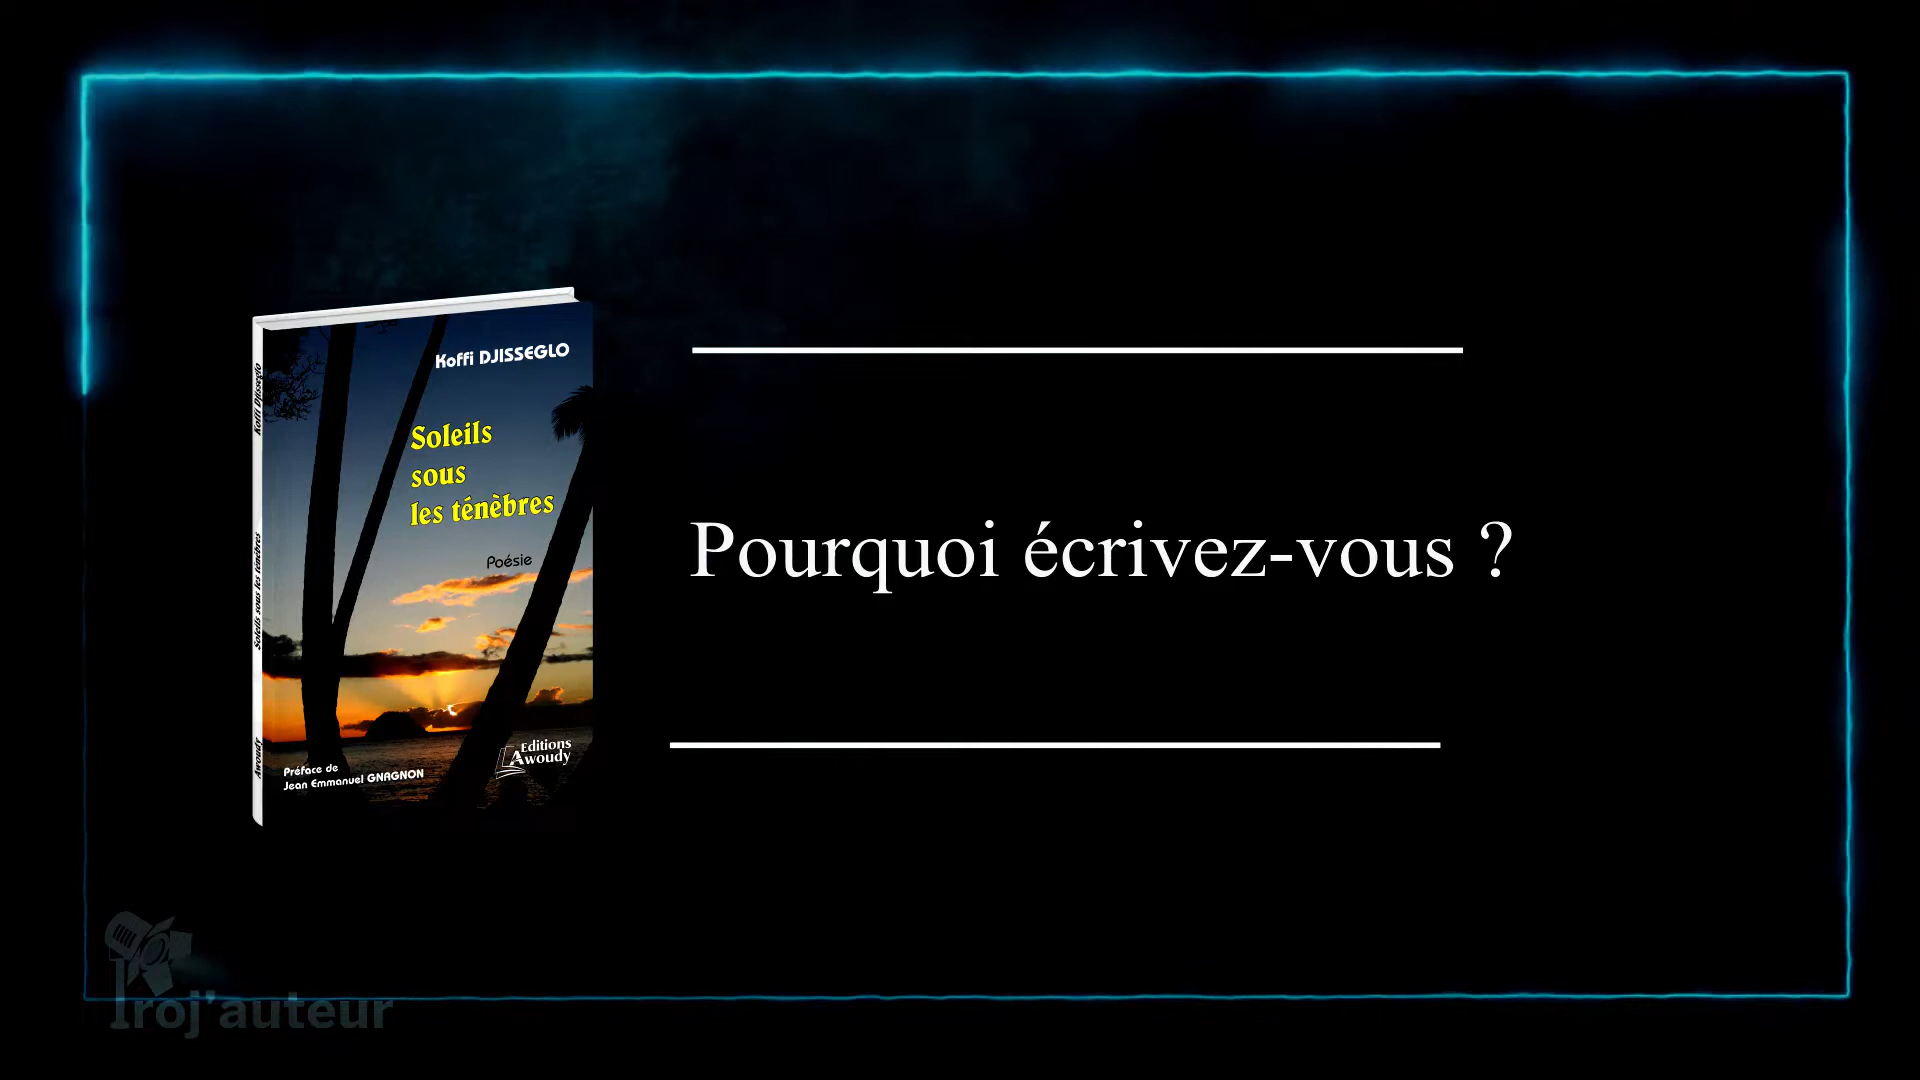 Koffi DJISSEGLO
Soleils
sous
les ténèbres
Poésie
Préface de
Jean Emmanuel GNAGNON
Editions
Awoudy
Koffi Djisseglo
Soleils sous les ténèbres
Awoudy
Pourquoi écrivez-vous ?
Proj'auteur